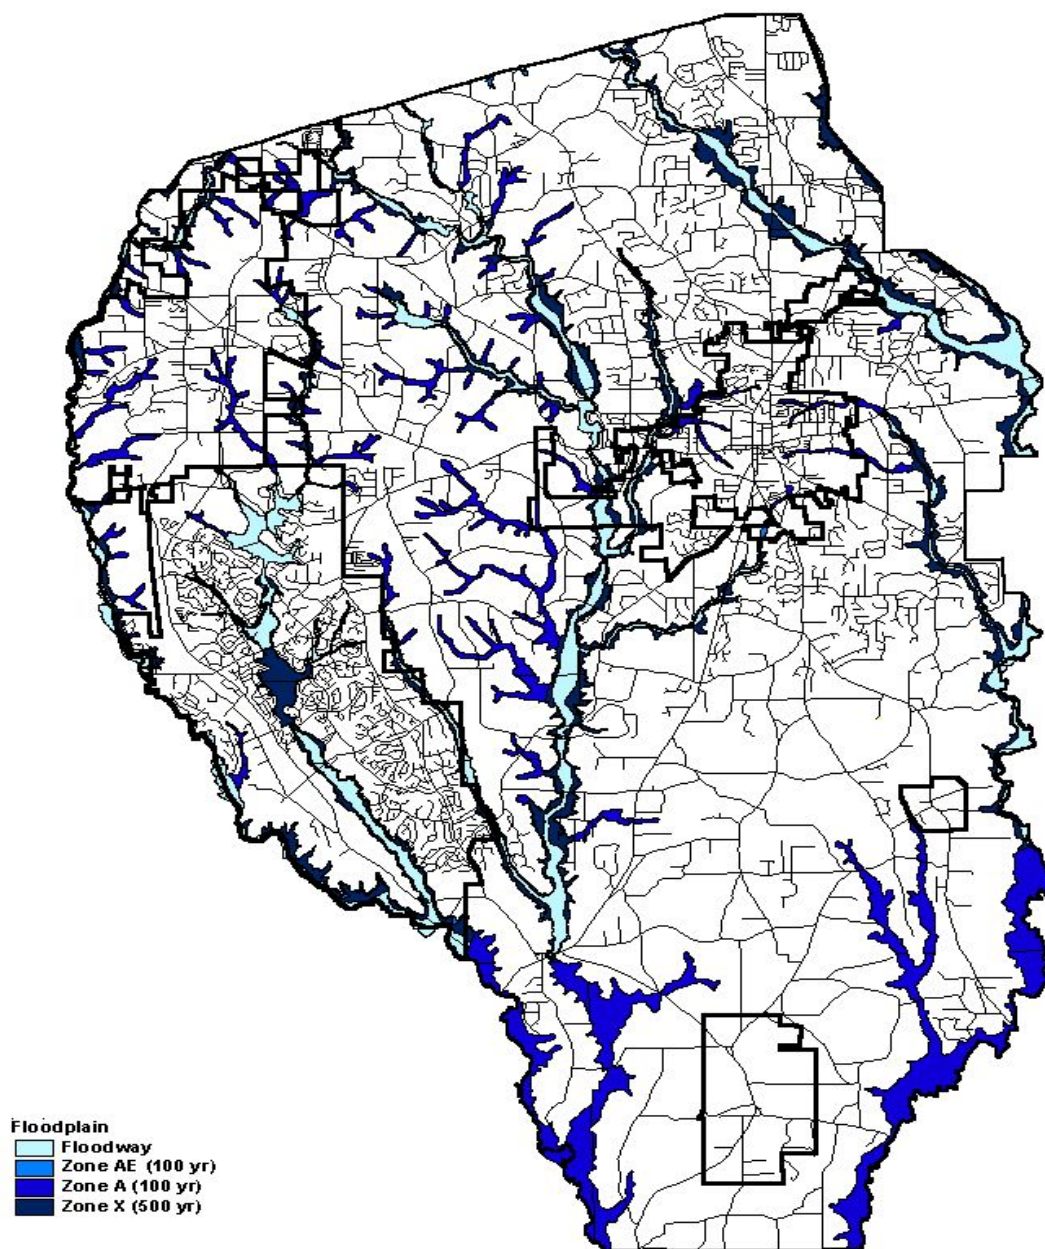 Floodplain
Floodway
Zone AE (100 yr)
Zone A (100 yr)
Zone X (500 yr)